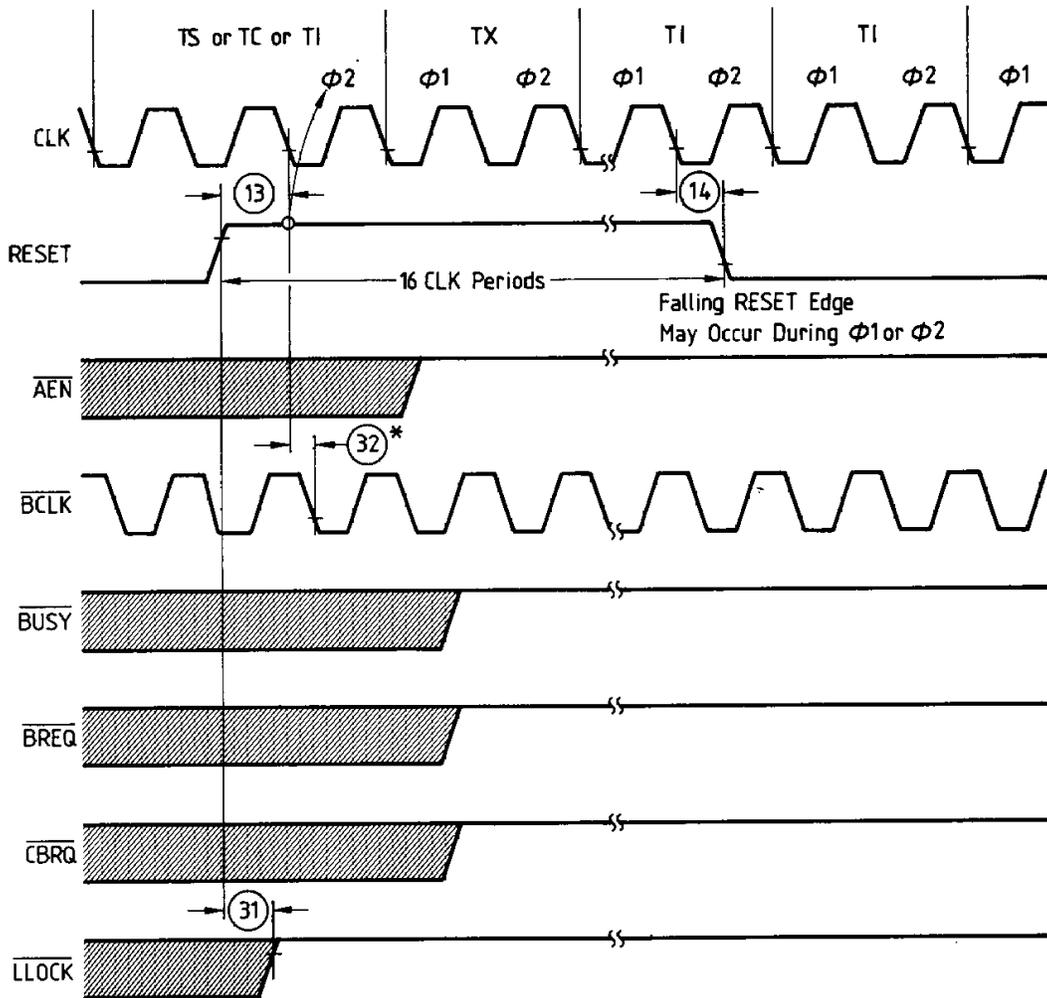 TS or TC or TI TX TI TI
Φ2 Φ1 Φ2 Φ1 Φ2 Φ1 Φ2 Φ1
CLK
13 14
RESET
16 CLK Periods
Falling RESET Edge
May Occur During Φ1 or Φ2
AEN
32*
BCLK
BUSY
BREQ
CBRQ
31
LLOCK